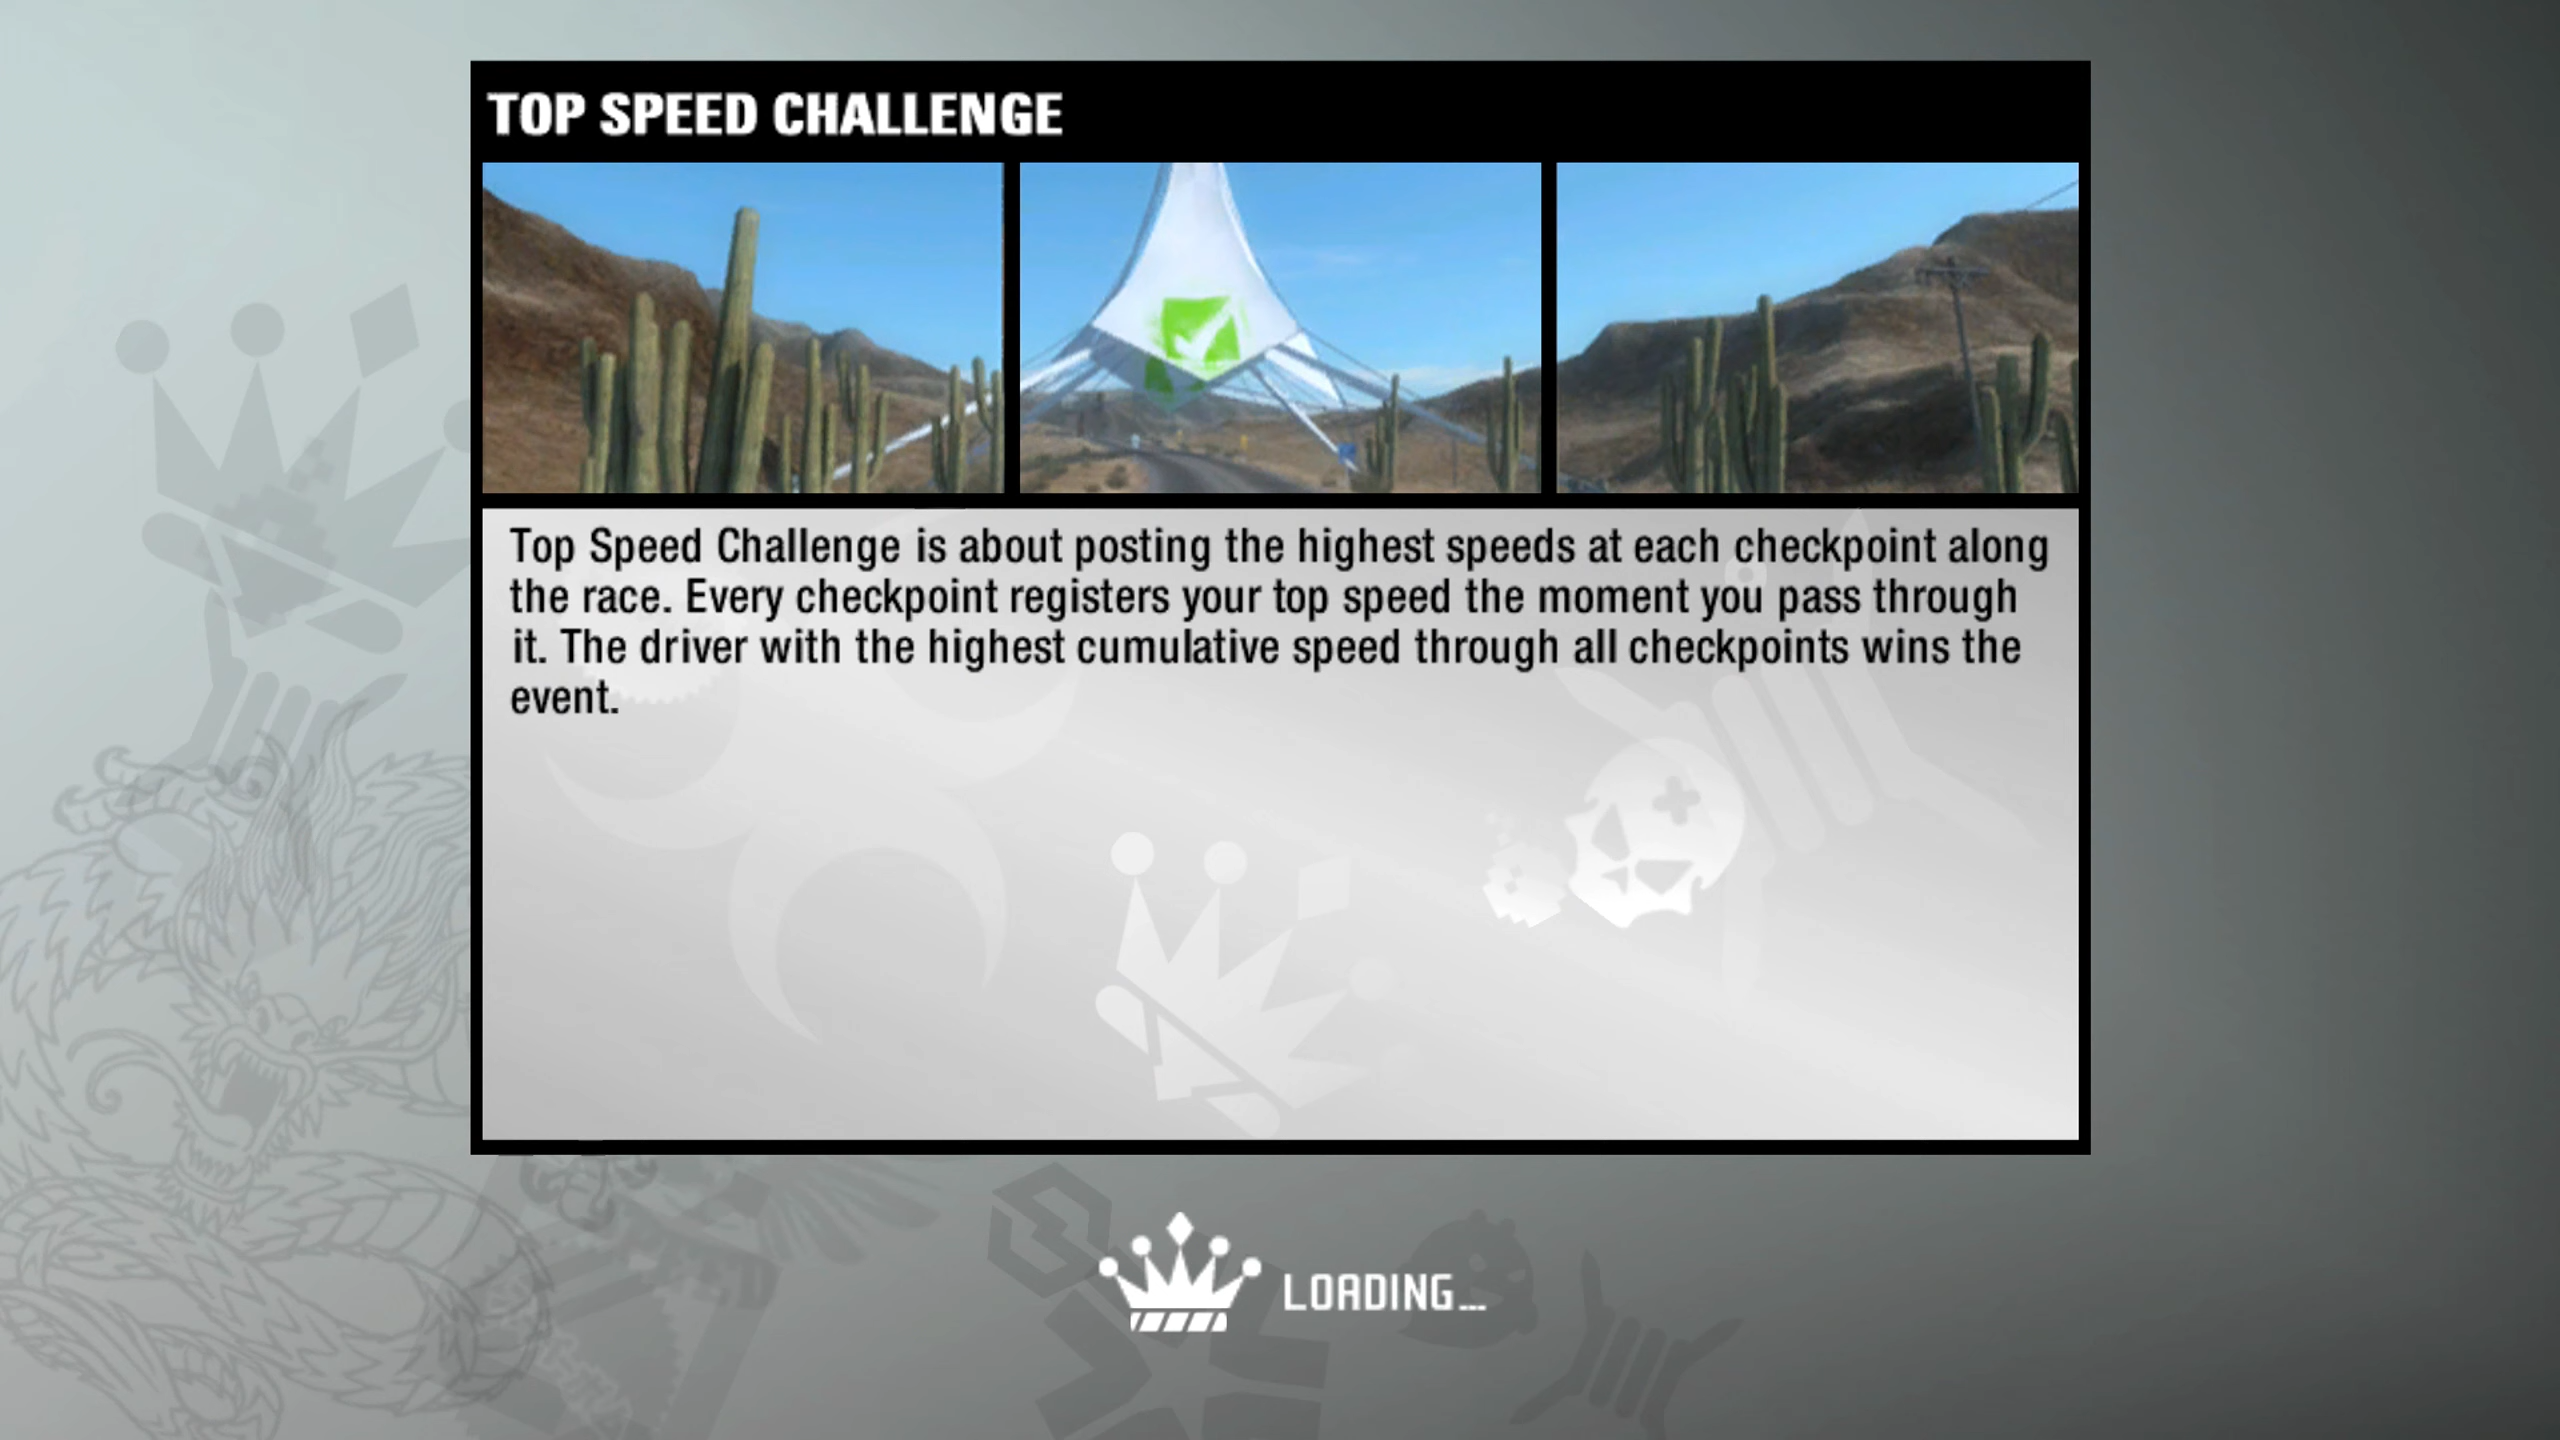 TOP SPEED CHALLENGE
Top Speed Challenge is about posting the highest speeds at each checkpoint along
the race. Every checkpoint registers your top speed the moment you pass through
it. The driver with the highest cumulative speed through all checkpoints wins the
event.
LOADING...